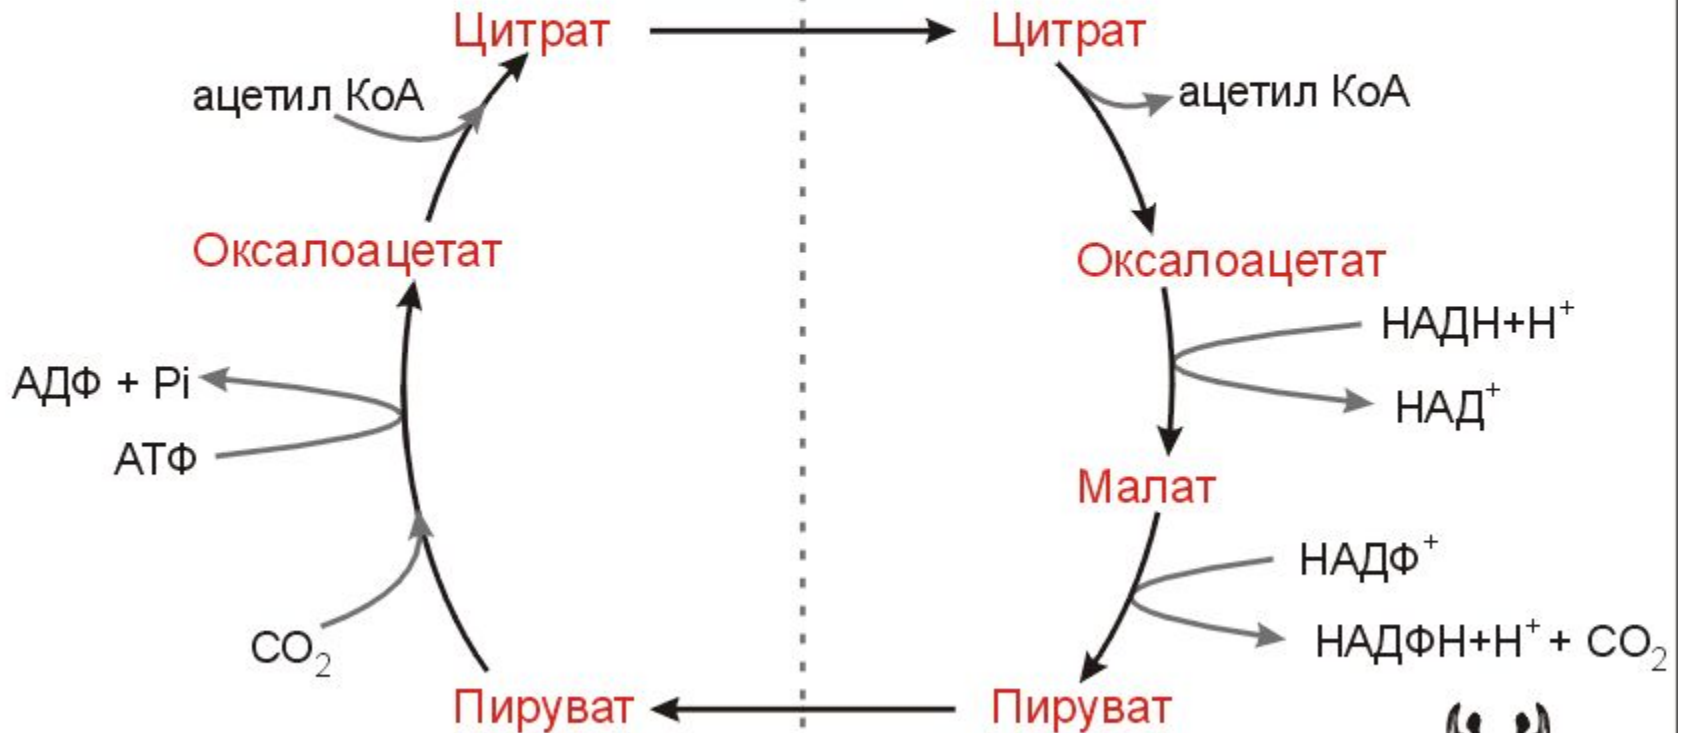 Цитрат
Цитрат
ацетил КоА
ацетил КоА
Оксалоацетат
Оксалоацетат
НАДН+Н⁺
АДФ + Pi
НАД⁺
АТФ
Малат
НАДФ⁺
CO₂
НАДФН+Н⁺ + CO₂
Пируват
Пируват